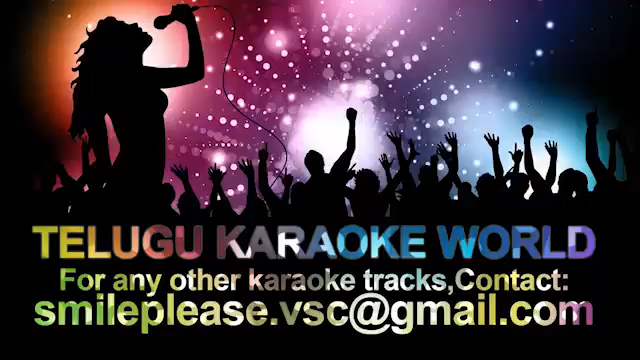 TELUGU KARAOKE WORLD
For any other karaoke tracks,Contact:
smileplease.vsc@gmail.com